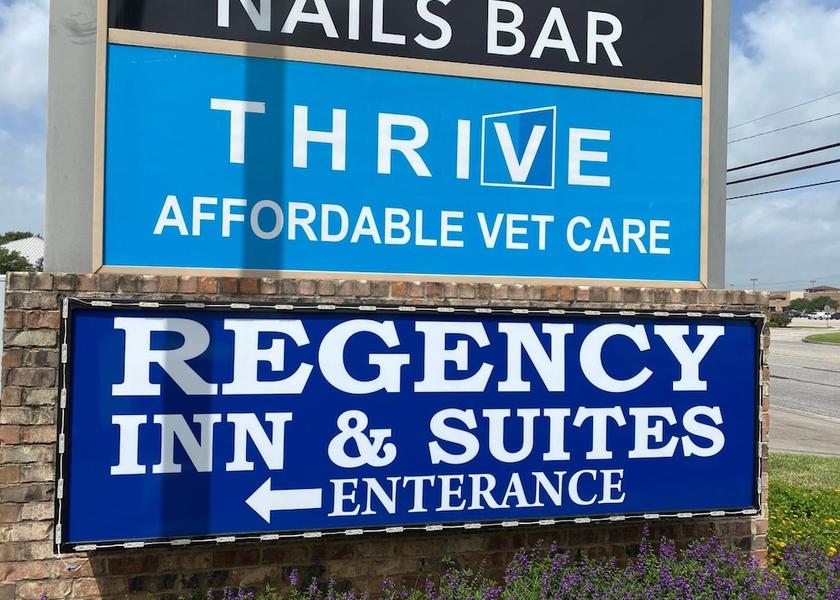 NAILS BAR
THRIVE
AFFORDABLE VET CARE
REGENCY
INN & SUITES
ENTERANCE